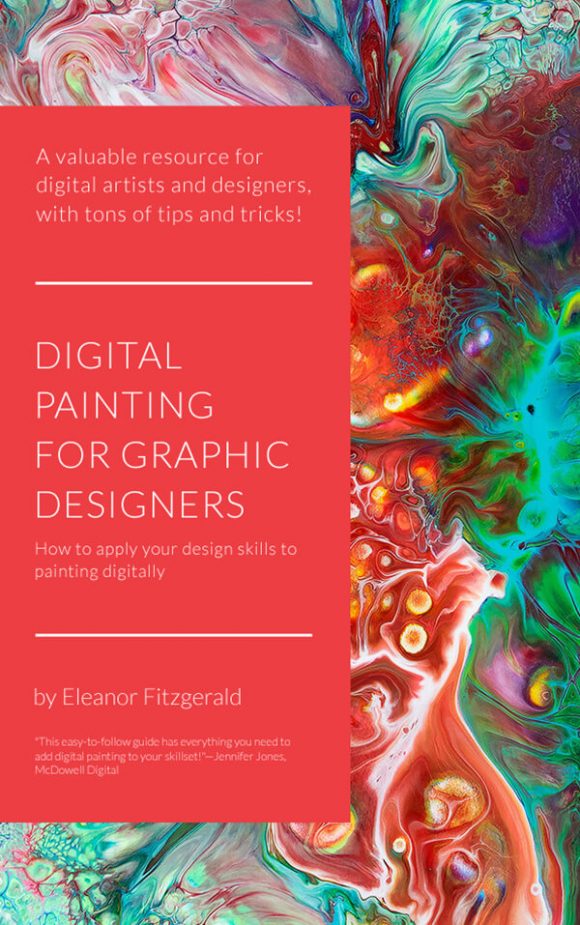 A valuable resource for
digital artists and designers,
with tons of tips and tricks!
DIGITAL
PAINTING
FOR GRAPHIC
DESIGNERS
How to apply your design skills to
painting digitally
by Eleanor Fitzgerald
"This easy-to-follow guide has everything you need to
add digital painting to your skillset!"—Jennifer Jones,
McDowell Digital